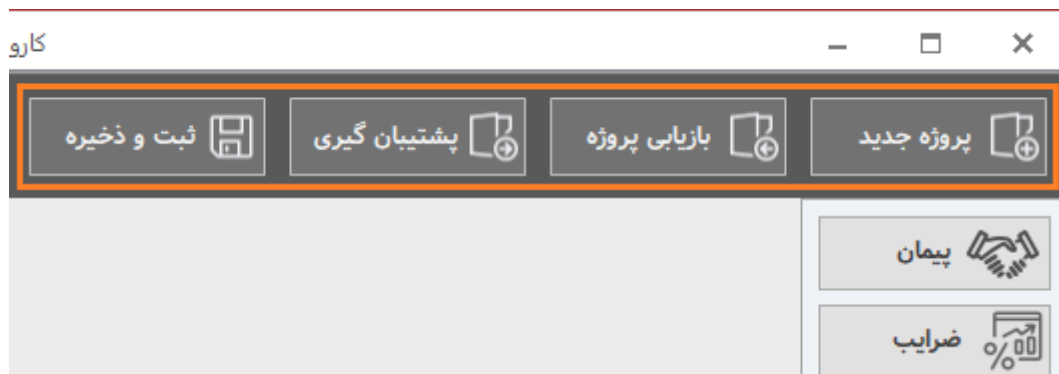 کارو
پروژه جدید
بازیابی پروژه
پشتیبان گیری
ثبت و ذخیره
پیمان
ضرایب